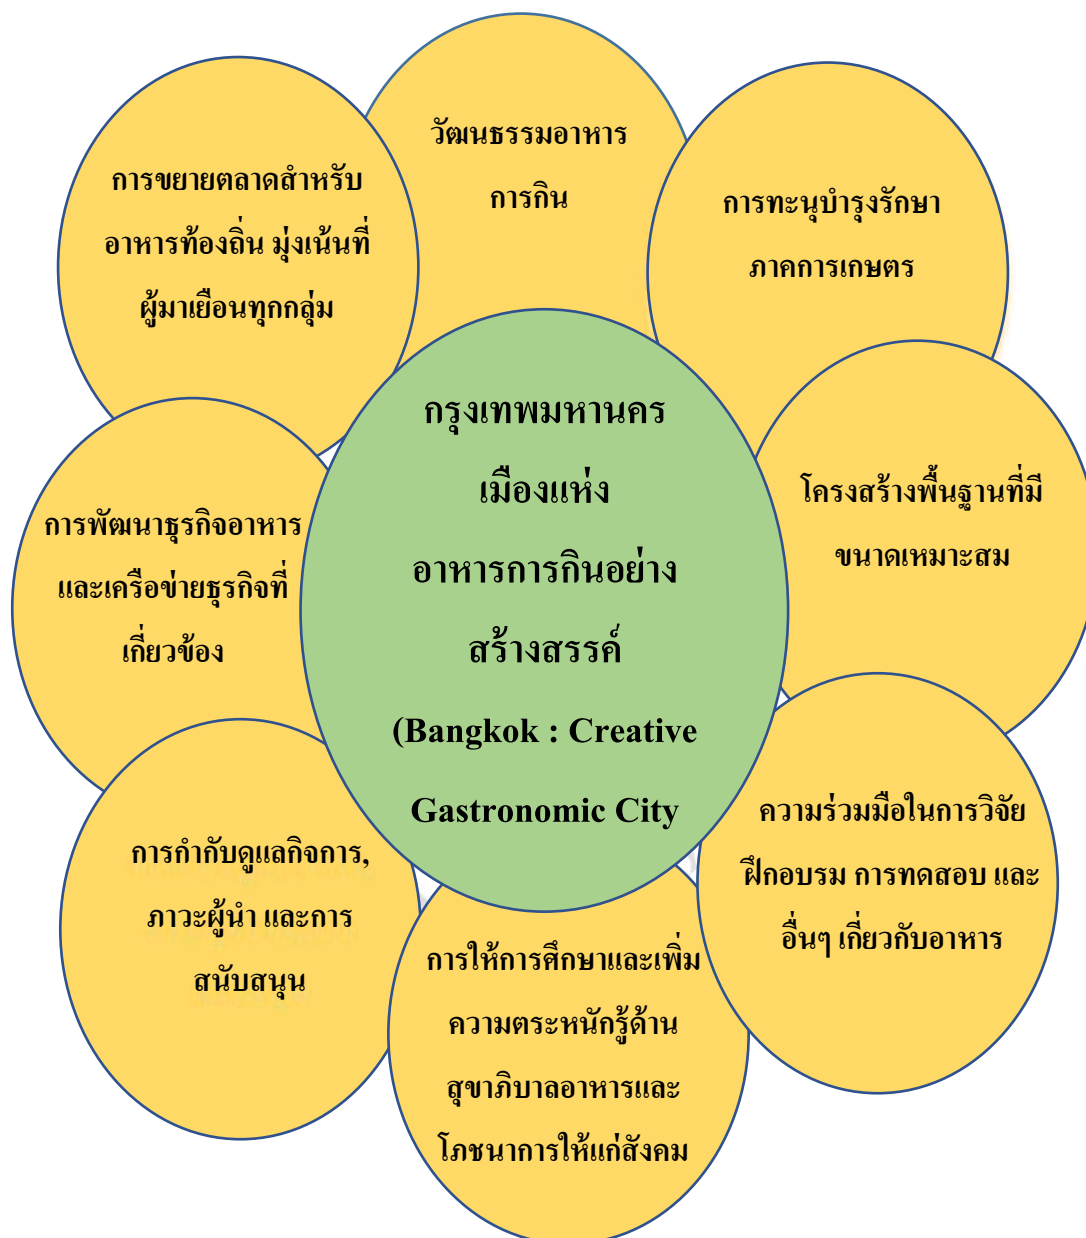 วัฒนธรรมอาหาร
การกิน
การทะนุบำรุงรักษา
ภาคการเกษตร
โครงสร้างพื้นฐานที่มี
ขนาดเหมาะสม
ความร่วมมือในการวิจัย
ฝึกอบรม การทดสอบ และ
อื่นๆ เกี่ยวกับอาหาร
การให้การศึกษาและเพิ่ม
ความตระหนักรู้ด้าน
สุขาภิบาลอาหารและ
โภชนาการให้แก่สังคม
การกำกับดูแลกิจการ,
ภาวะผู้นำ และการ
สนับสนุน
การพัฒนาธุรกิจอาหาร
และเครือข่ายธุรกิจที่
เกี่ยวข้อง
การขยายตลาดสำหรับ
อาหารท้องถิ่น มุ่งเน้นที่
ผู้มาเยือนทุกกลุ่ม
กรุงเทพมหานคร
เมืองแห่ง
อาหารการกินอย่าง
สร้างสรรค์
(Bangkok : Creative
Gastronomic City